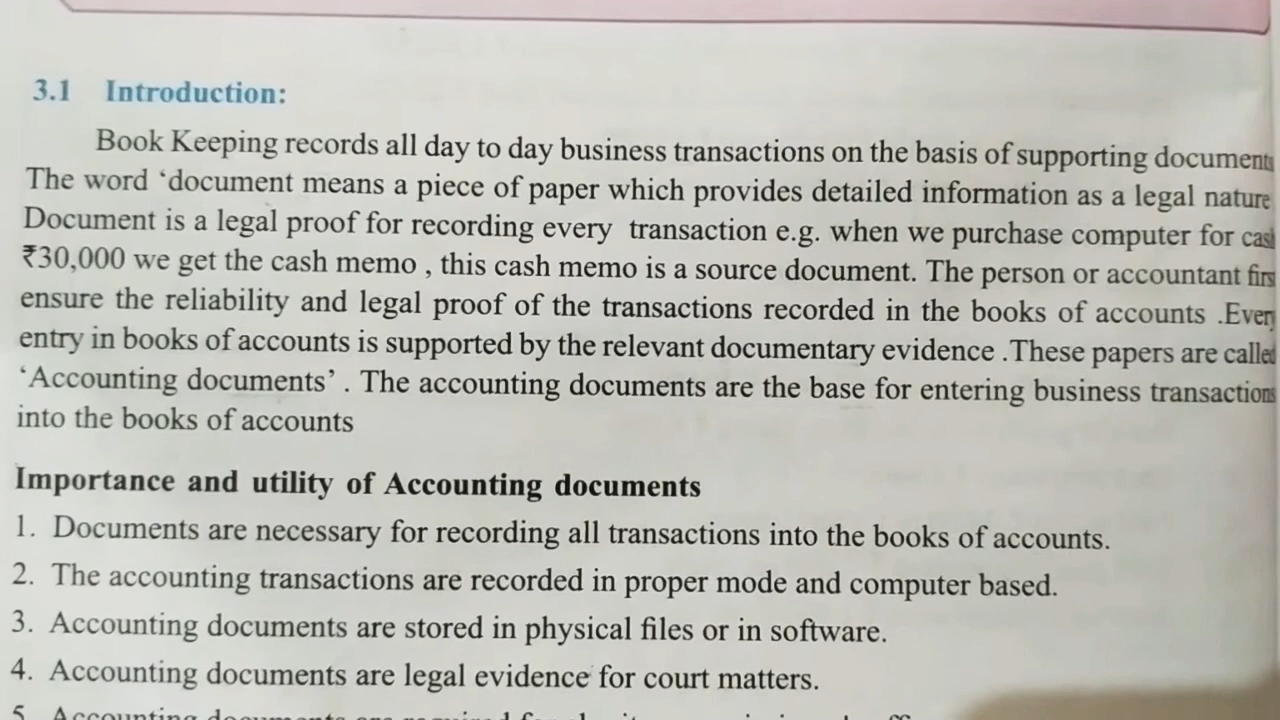 3.1 Introduction:
Book Keeping records all day to day business transactions on the basis of supporting documents
The word ‘document means a piece of paper which provides detailed information as a legal nature
Document is a legal proof for recording every transaction e.g. when we purchase computer for cash
₹30,000 we get the cash memo , this cash memo is a source document. The person or accountant firs
ensure the reliability and legal proof of the transactions recorded in the books of accounts .Every
entry in books of accounts is supported by the relevant documentary evidence .These papers are called
‘Accounting documents’ . The accounting documents are the base for entering business transactions
into the books of accounts
Importance and utility of Accounting documents
1. Documents are necessary for recording all transactions into the books of accounts.
2. The accounting transactions are recorded in proper mode and computer based.
3. Accounting documents are stored in physical files or in software.
4. Accounting documents are legal evidence for court matters.
5. Accounting documents are required for